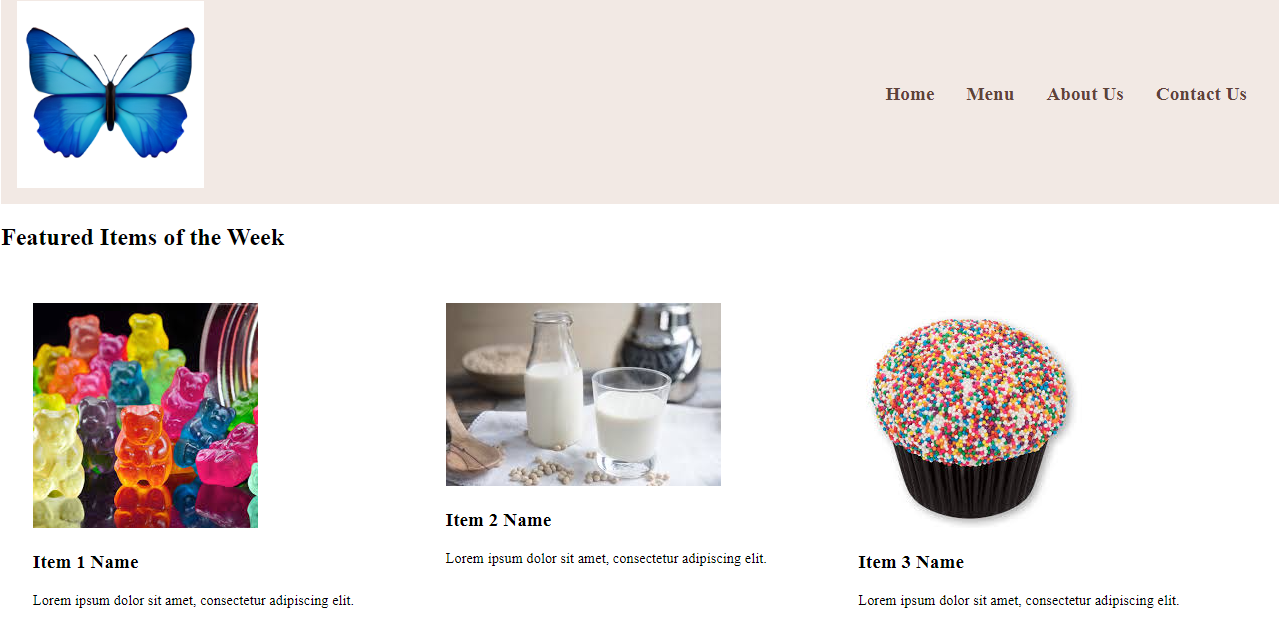 Home Menu About Us Contact Us
Featured Items of the Week
Item 1 Name
Lorem ipsum dolor sit amet, consectetur adipiscing elit.
Item 2 Name
Lorem ipsum dolor sit amet, consectetur adipiscing elit.
Item 3 Name
Lorem ipsum dolor sit amet, consectetur adipiscing elit.